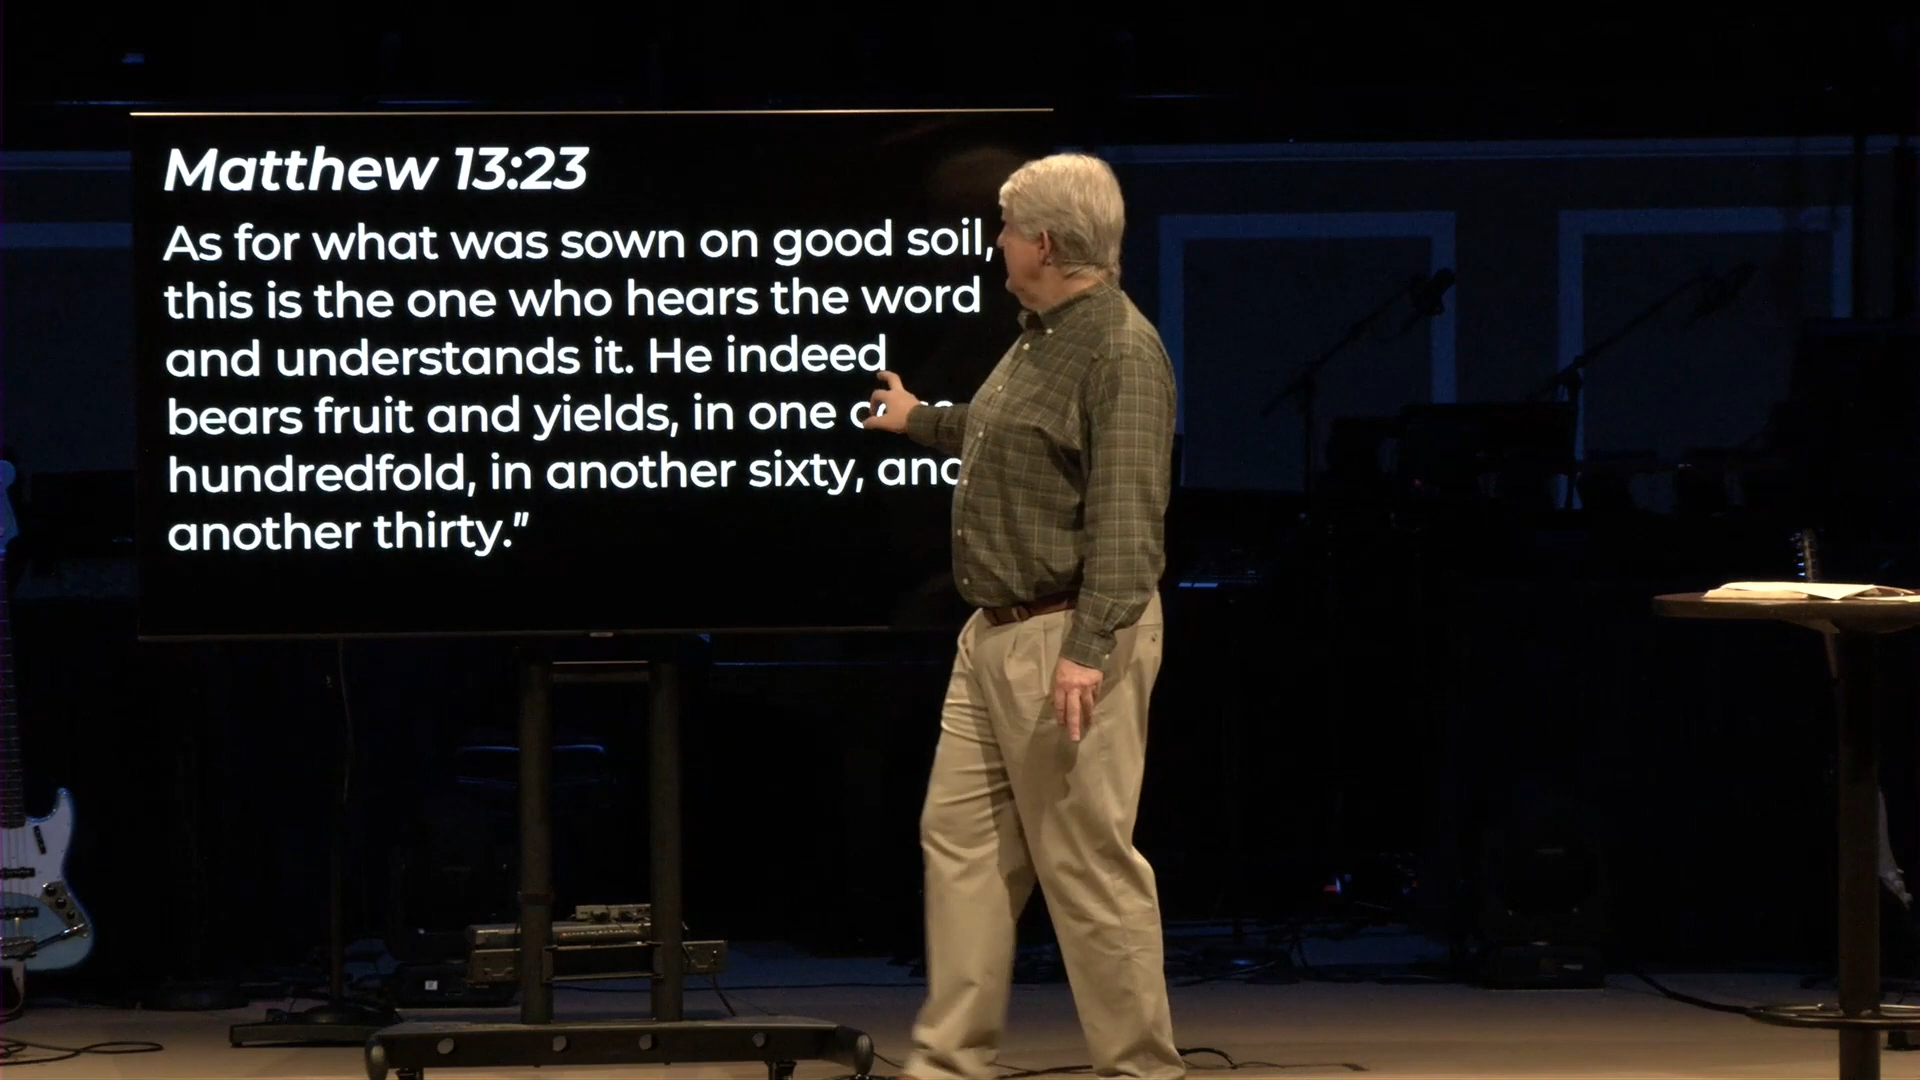 Matthew 13:23
As for what was sown on good soil,
this is the one who hears the word
and understands it. He indeed
bears fruit and yields, in one
hundredfold, in another sixty, and
another thirty.”